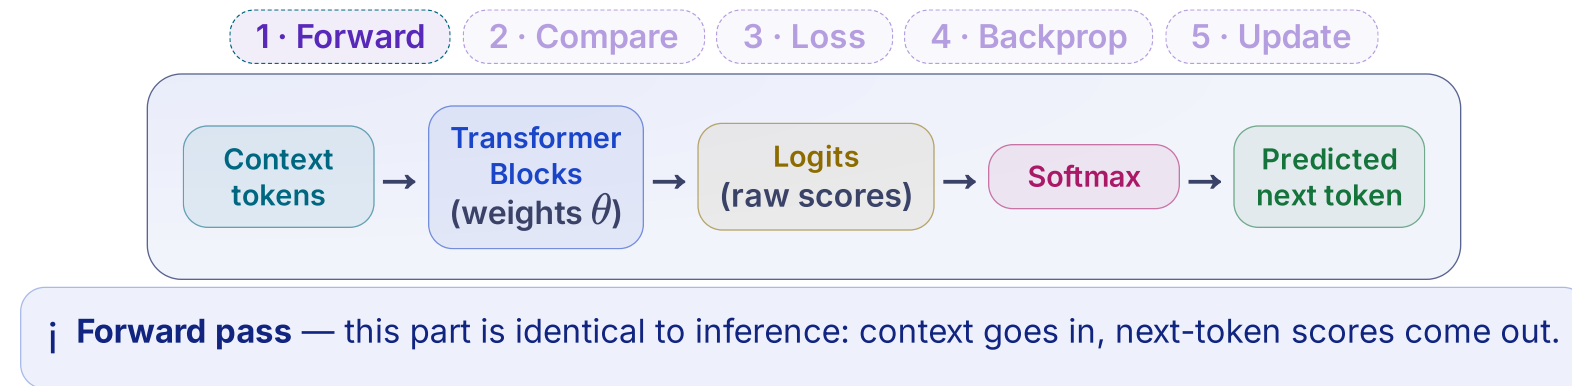 1 · Forward
2 · Compare
3 · Loss
4 · Backprop
5 · Update
Context
tokens
→
Transformer
Blocks
(weights θ)
→
Logits
(raw scores)
→
Softmax
→
Predicted
next token
i Forward pass — this part is identical to inference: context goes in, next-token scores come out.